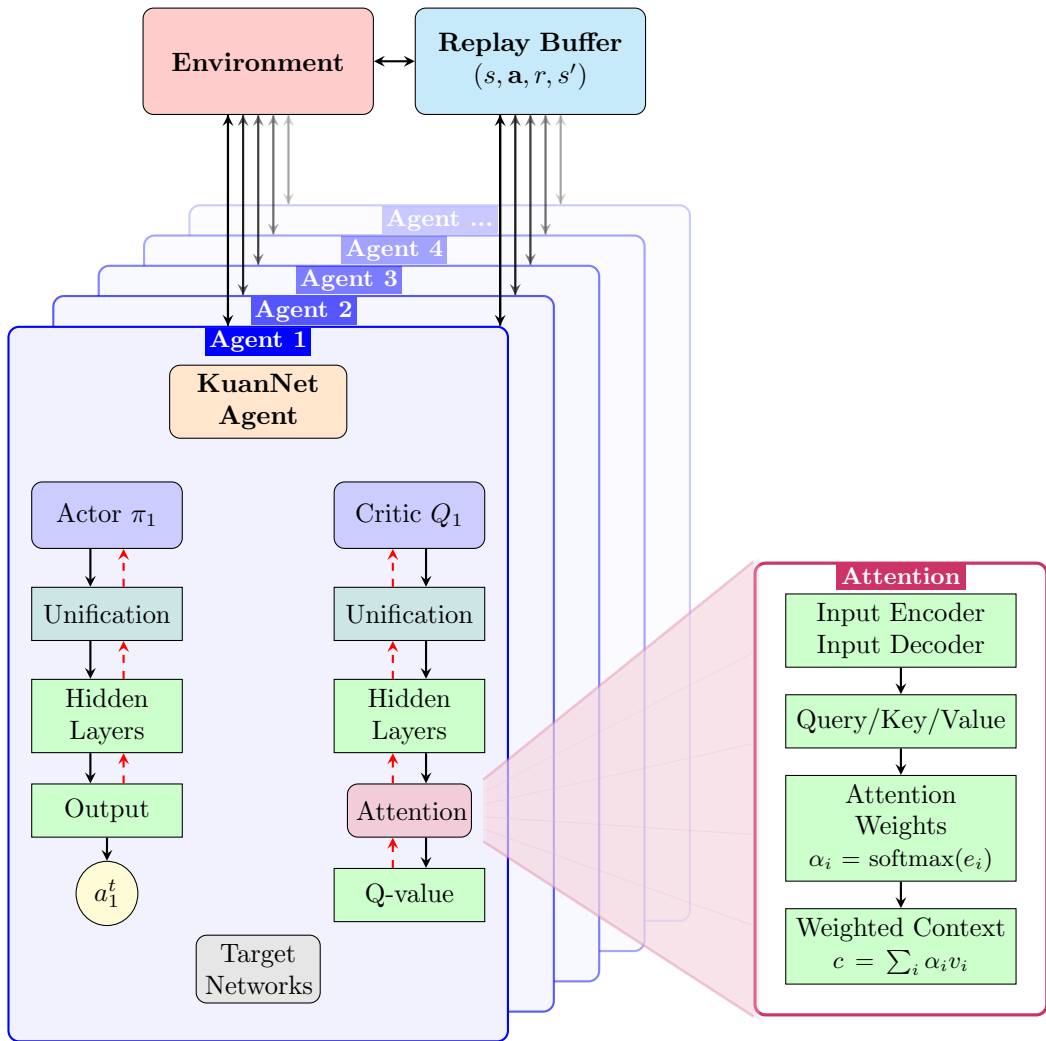 Environment
Replay Buffer
(s, a, r, s′)
Agent ...
Agent 4
Agent 3
Agent 2
Agent 1
KuanNet
Agent
Actor π₁
Unification
Hidden
Layers
Output
a₁ᵗ
Critic Q₁
Unification
Hidden
Layers
Attention
Q-value
Target
Networks
Attention
Input Encoder
Input Decoder
Query/Key/Value
Attention
Weights
αᵢ = softmax(eᵢ)
Weighted Context
c = ∑ᵢ αᵢvᵢ